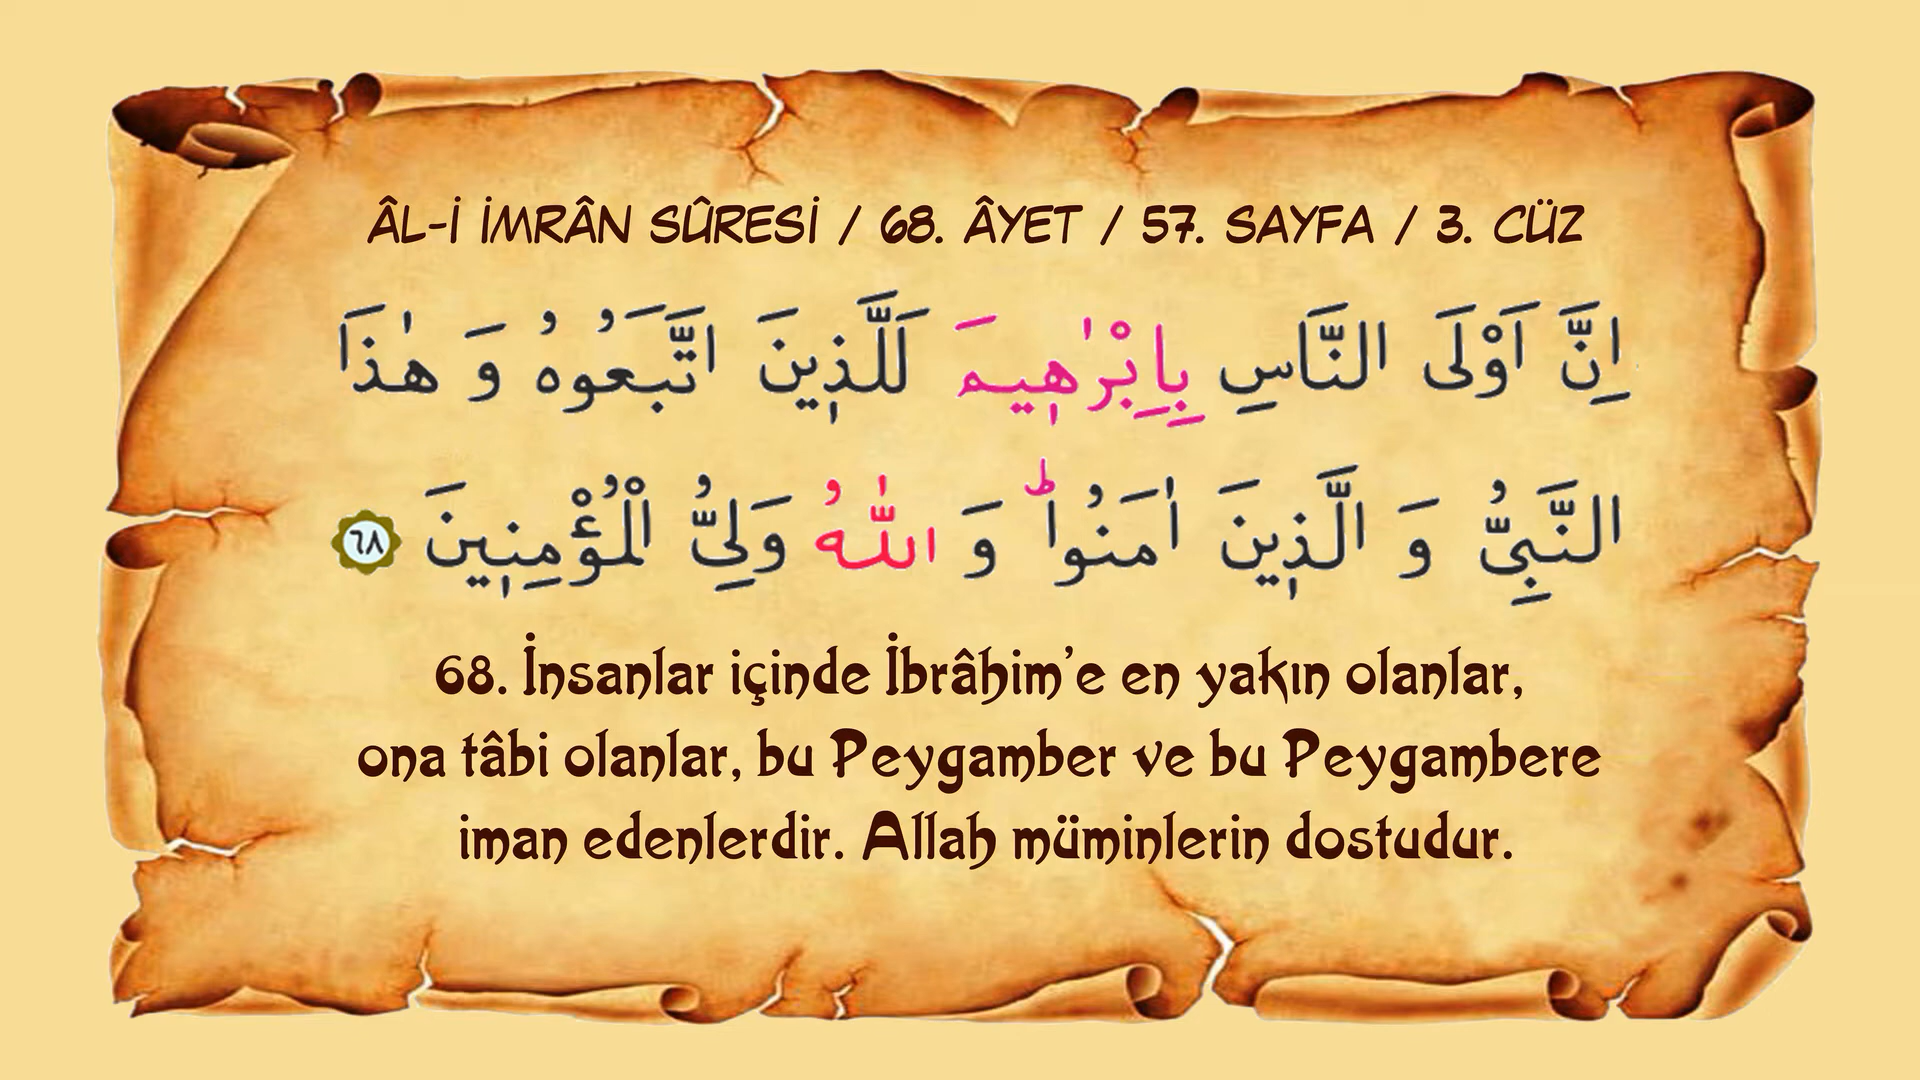 ÂL-İ İMRÂN SÛRESİ / 68. ÂYET / 57. SAYFA / 3. CÜZ
اِنَّ اَوْلَى النَّاسِ بِاِبْرٰه۪يمَ لَلَّذ۪ينَ اتَّبَعُوهُ وَ هٰذَا
النَّبِيُّ وَ الَّذ۪ينَ اٰمَنُواۜ وَ اللّٰهُ وَلِيُّ الْمُؤْمِن۪ينَ ٦٨
68. İnsanlar içinde İbrâhim’e en yakın olanlar,
ona tâbi olanlar, bu Peygamber ve bu Peygambere
iman edenlerdir. Allah müminlerin dostudur.